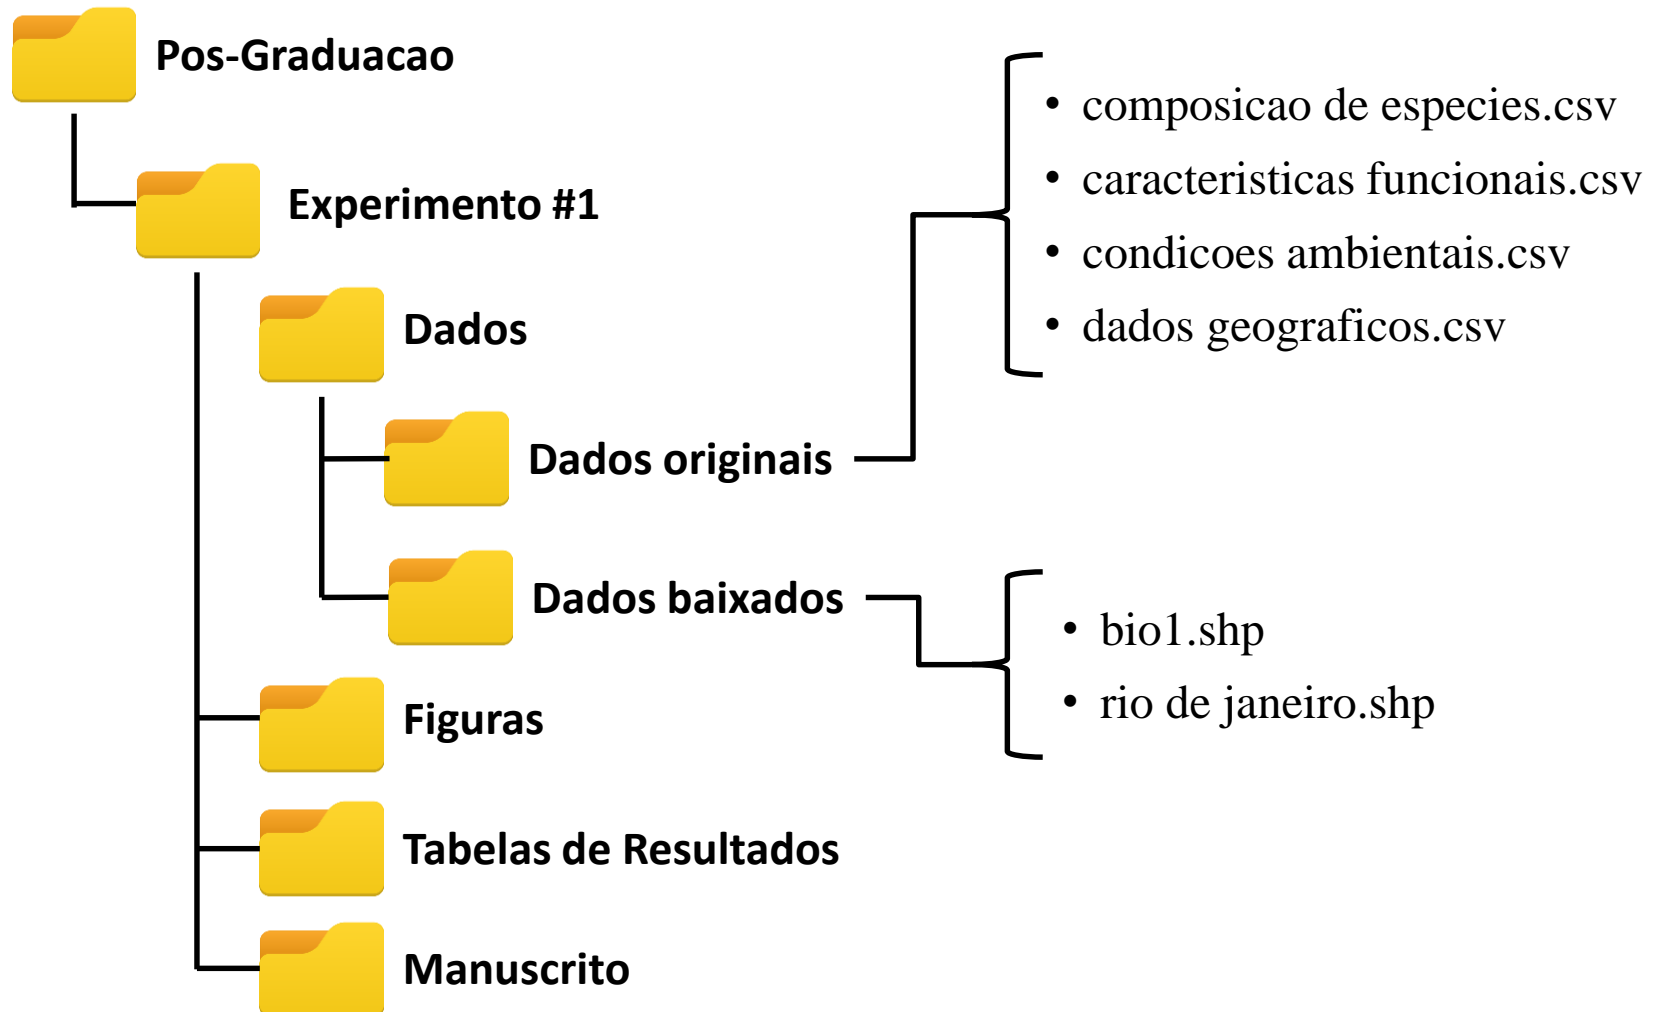 Pos-Graduacao
Experimento #1
Dados
Dados originais
• composicao de especies.csv
• caracteristicas funcionais.csv
• condicoes ambientais.csv
• dados geograficos.csv
Dados baixados
• bio1.shp
• rio de janeiro.shp
Figuras
Tabelas de Resultados
Manuscrito